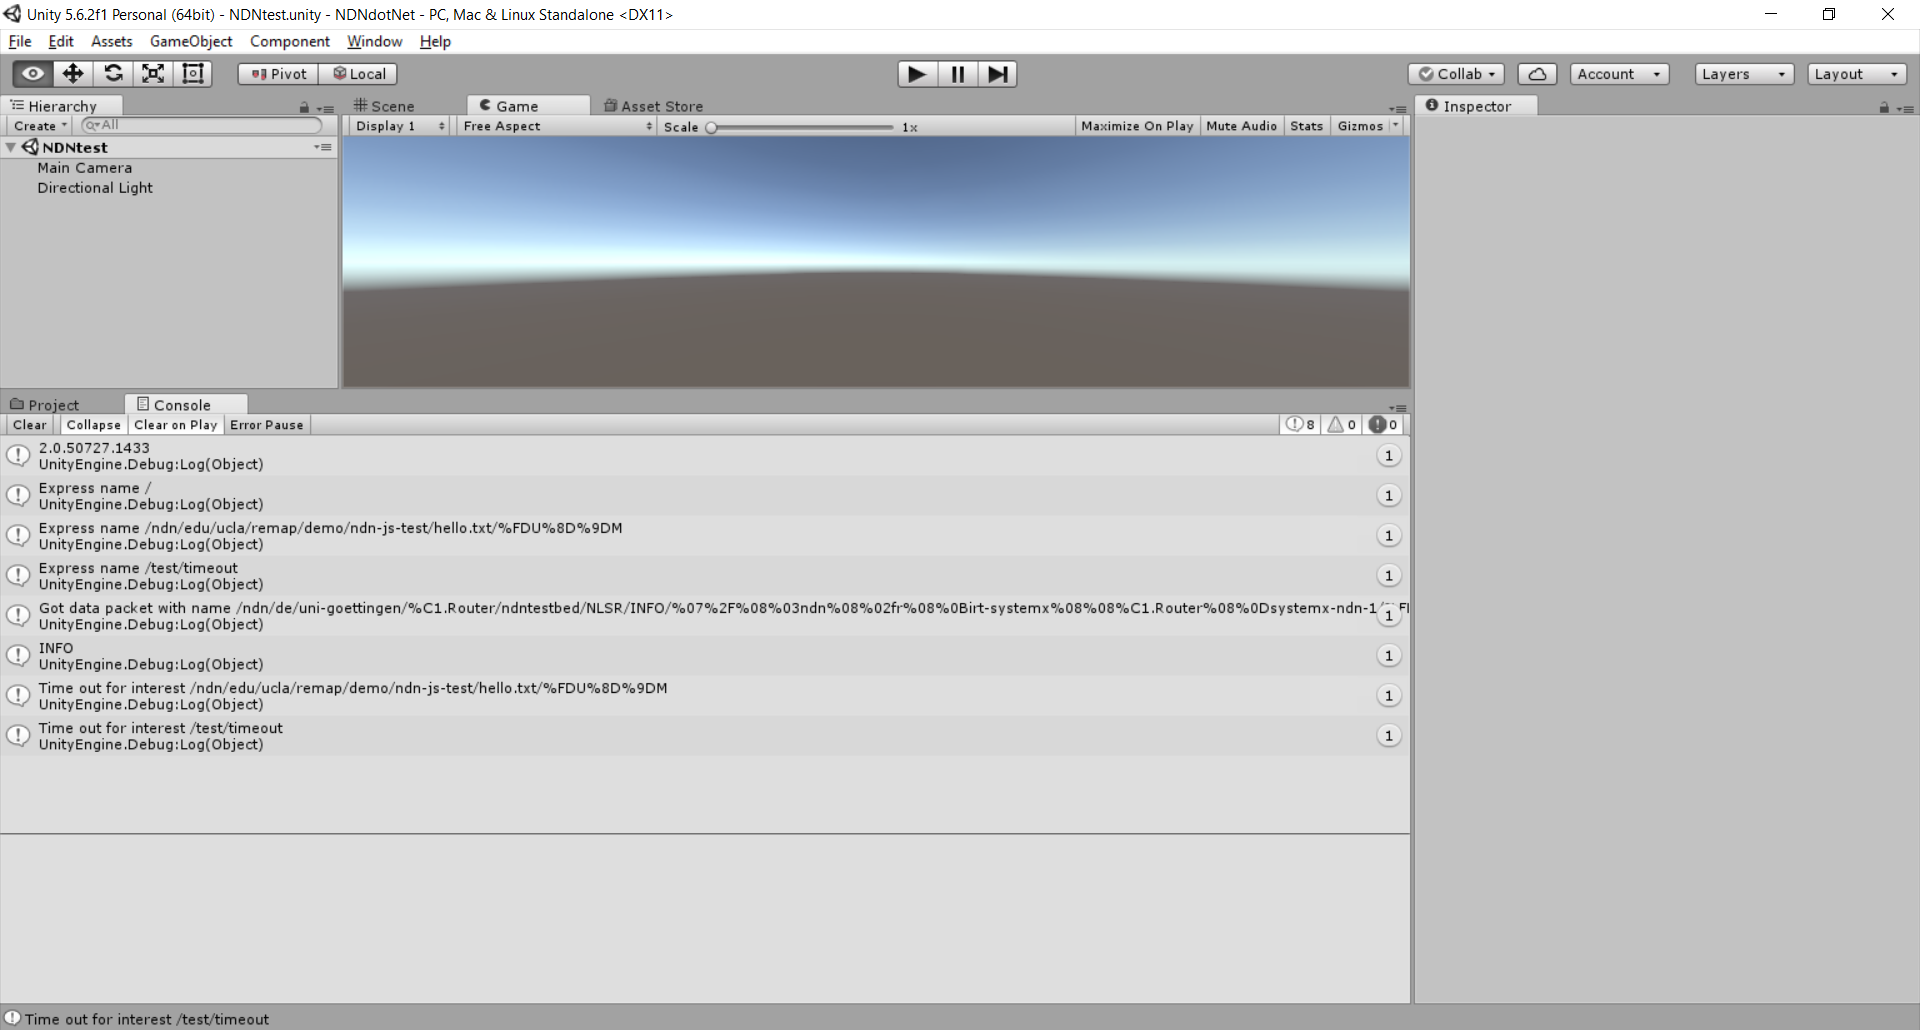 Unity 5.6.2f1 Personal (64bit) - NDNtest.unity - NDNdotNet - PC, Mac & Linux Standalone <DX11>
File Edit Assets GameObject Component Window Help
Pivot Local Collab Account Layers Layout
Hierarchy Scene Game Asset Store Inspector
Create All Display 1 Free Aspect Scale 1x Maximize On Play Mute Audio Stats Gizmos
NDNtest
Main Camera
Directional Light
Project Console
Clear Collapse Clear on Play Error Pause 8 0 0
2.0.50727.1433
UnityEngine.Debug:Log(Object) 1
Express name /
UnityEngine.Debug:Log(Object) 1
Express name /ndn/edu/ucla/remap/demo/ndn-js-test/hello.txt/%FDU%8D%9DM
UnityEngine.Debug:Log(Object) 1
Express name /test/timeout
UnityEngine.Debug:Log(Object) 1
Got data packet with name /ndn/de/uni-goettingen/%C1.Router/ndntestbed/NLSR/INFO/%07%2F%08%03ndn%08%02fr%08%0Birt-systemx%08%08%C1.Router%08%0Dsystemx-ndn-1/
UnityEngine.Debug:Log(Object) 1
INFO
UnityEngine.Debug:Log(Object) 1
Time out for interest /ndn/edu/ucla/remap/demo/ndn-js-test/hello.txt/%FDU%8D%9DM
UnityEngine.Debug:Log(Object) 1
Time out for interest /test/timeout
UnityEngine.Debug:Log(Object) 1
Time out for interest /test/timeout